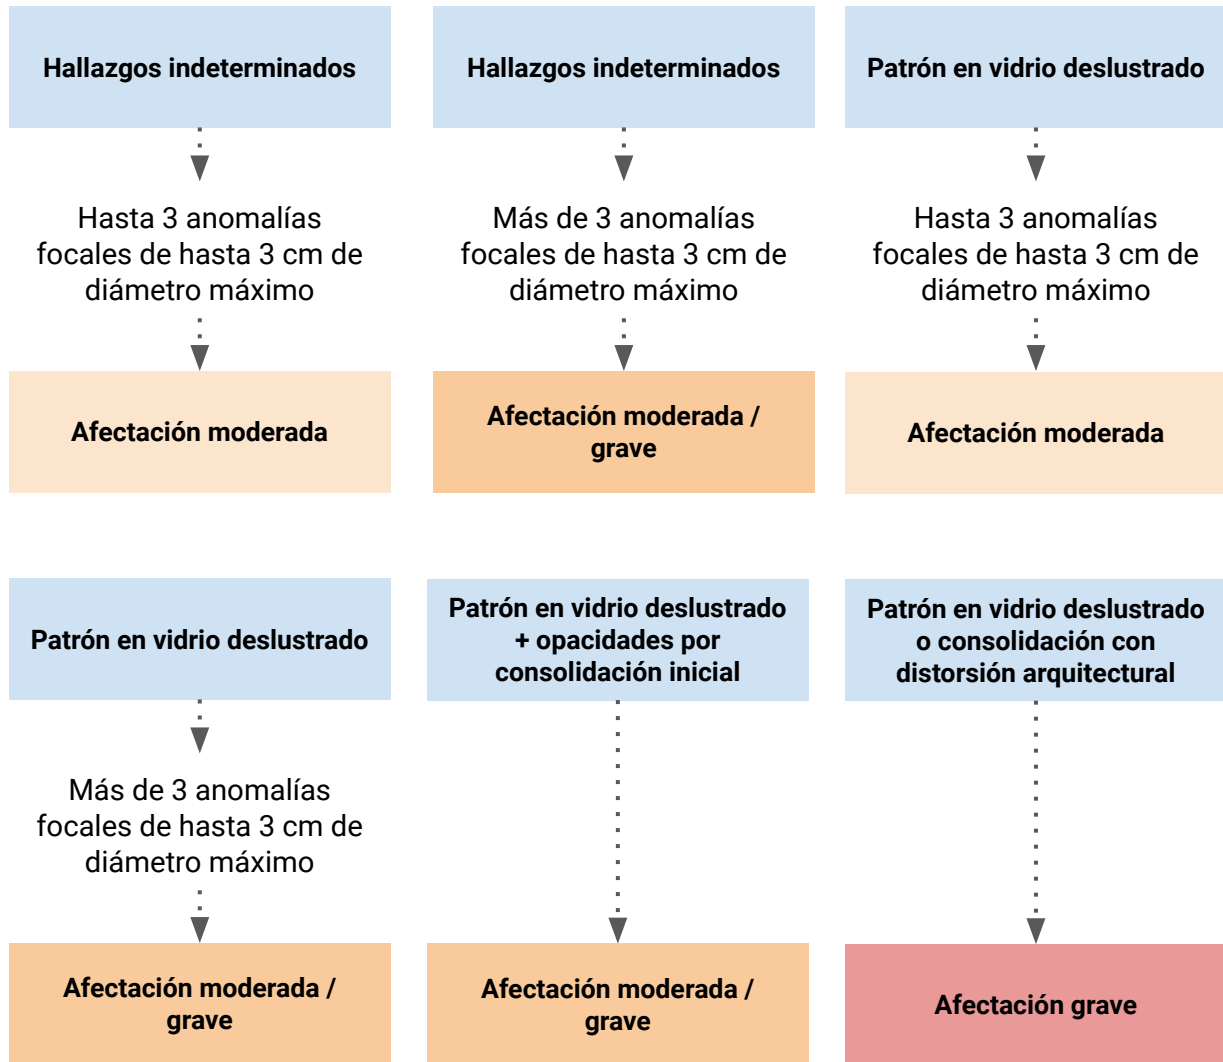 Hallazgos indeterminados
Hasta 3 anomalías
focales de hasta 3 cm de
diámetro máximo
Afectación moderada
Hallazgos indeterminados
Más de 3 anomalías
focales de hasta 3 cm de
diámetro máximo
Afectación moderada /
grave
Patrón en vidrio deslustrado
Hasta 3 anomalías
focales de hasta 3 cm de
diámetro máximo
Afectación moderada
Patrón en vidrio deslustrado
Más de 3 anomalías
focales de hasta 3 cm de
diámetro máximo
Afectación moderada /
grave
Patrón en vidrio deslustrado
+ opacidades por
consolidación inicial
Afectación moderada /
grave
Patrón en vidrio deslustrado
o consolidación con
distorsión arquitectural
Afectación grave